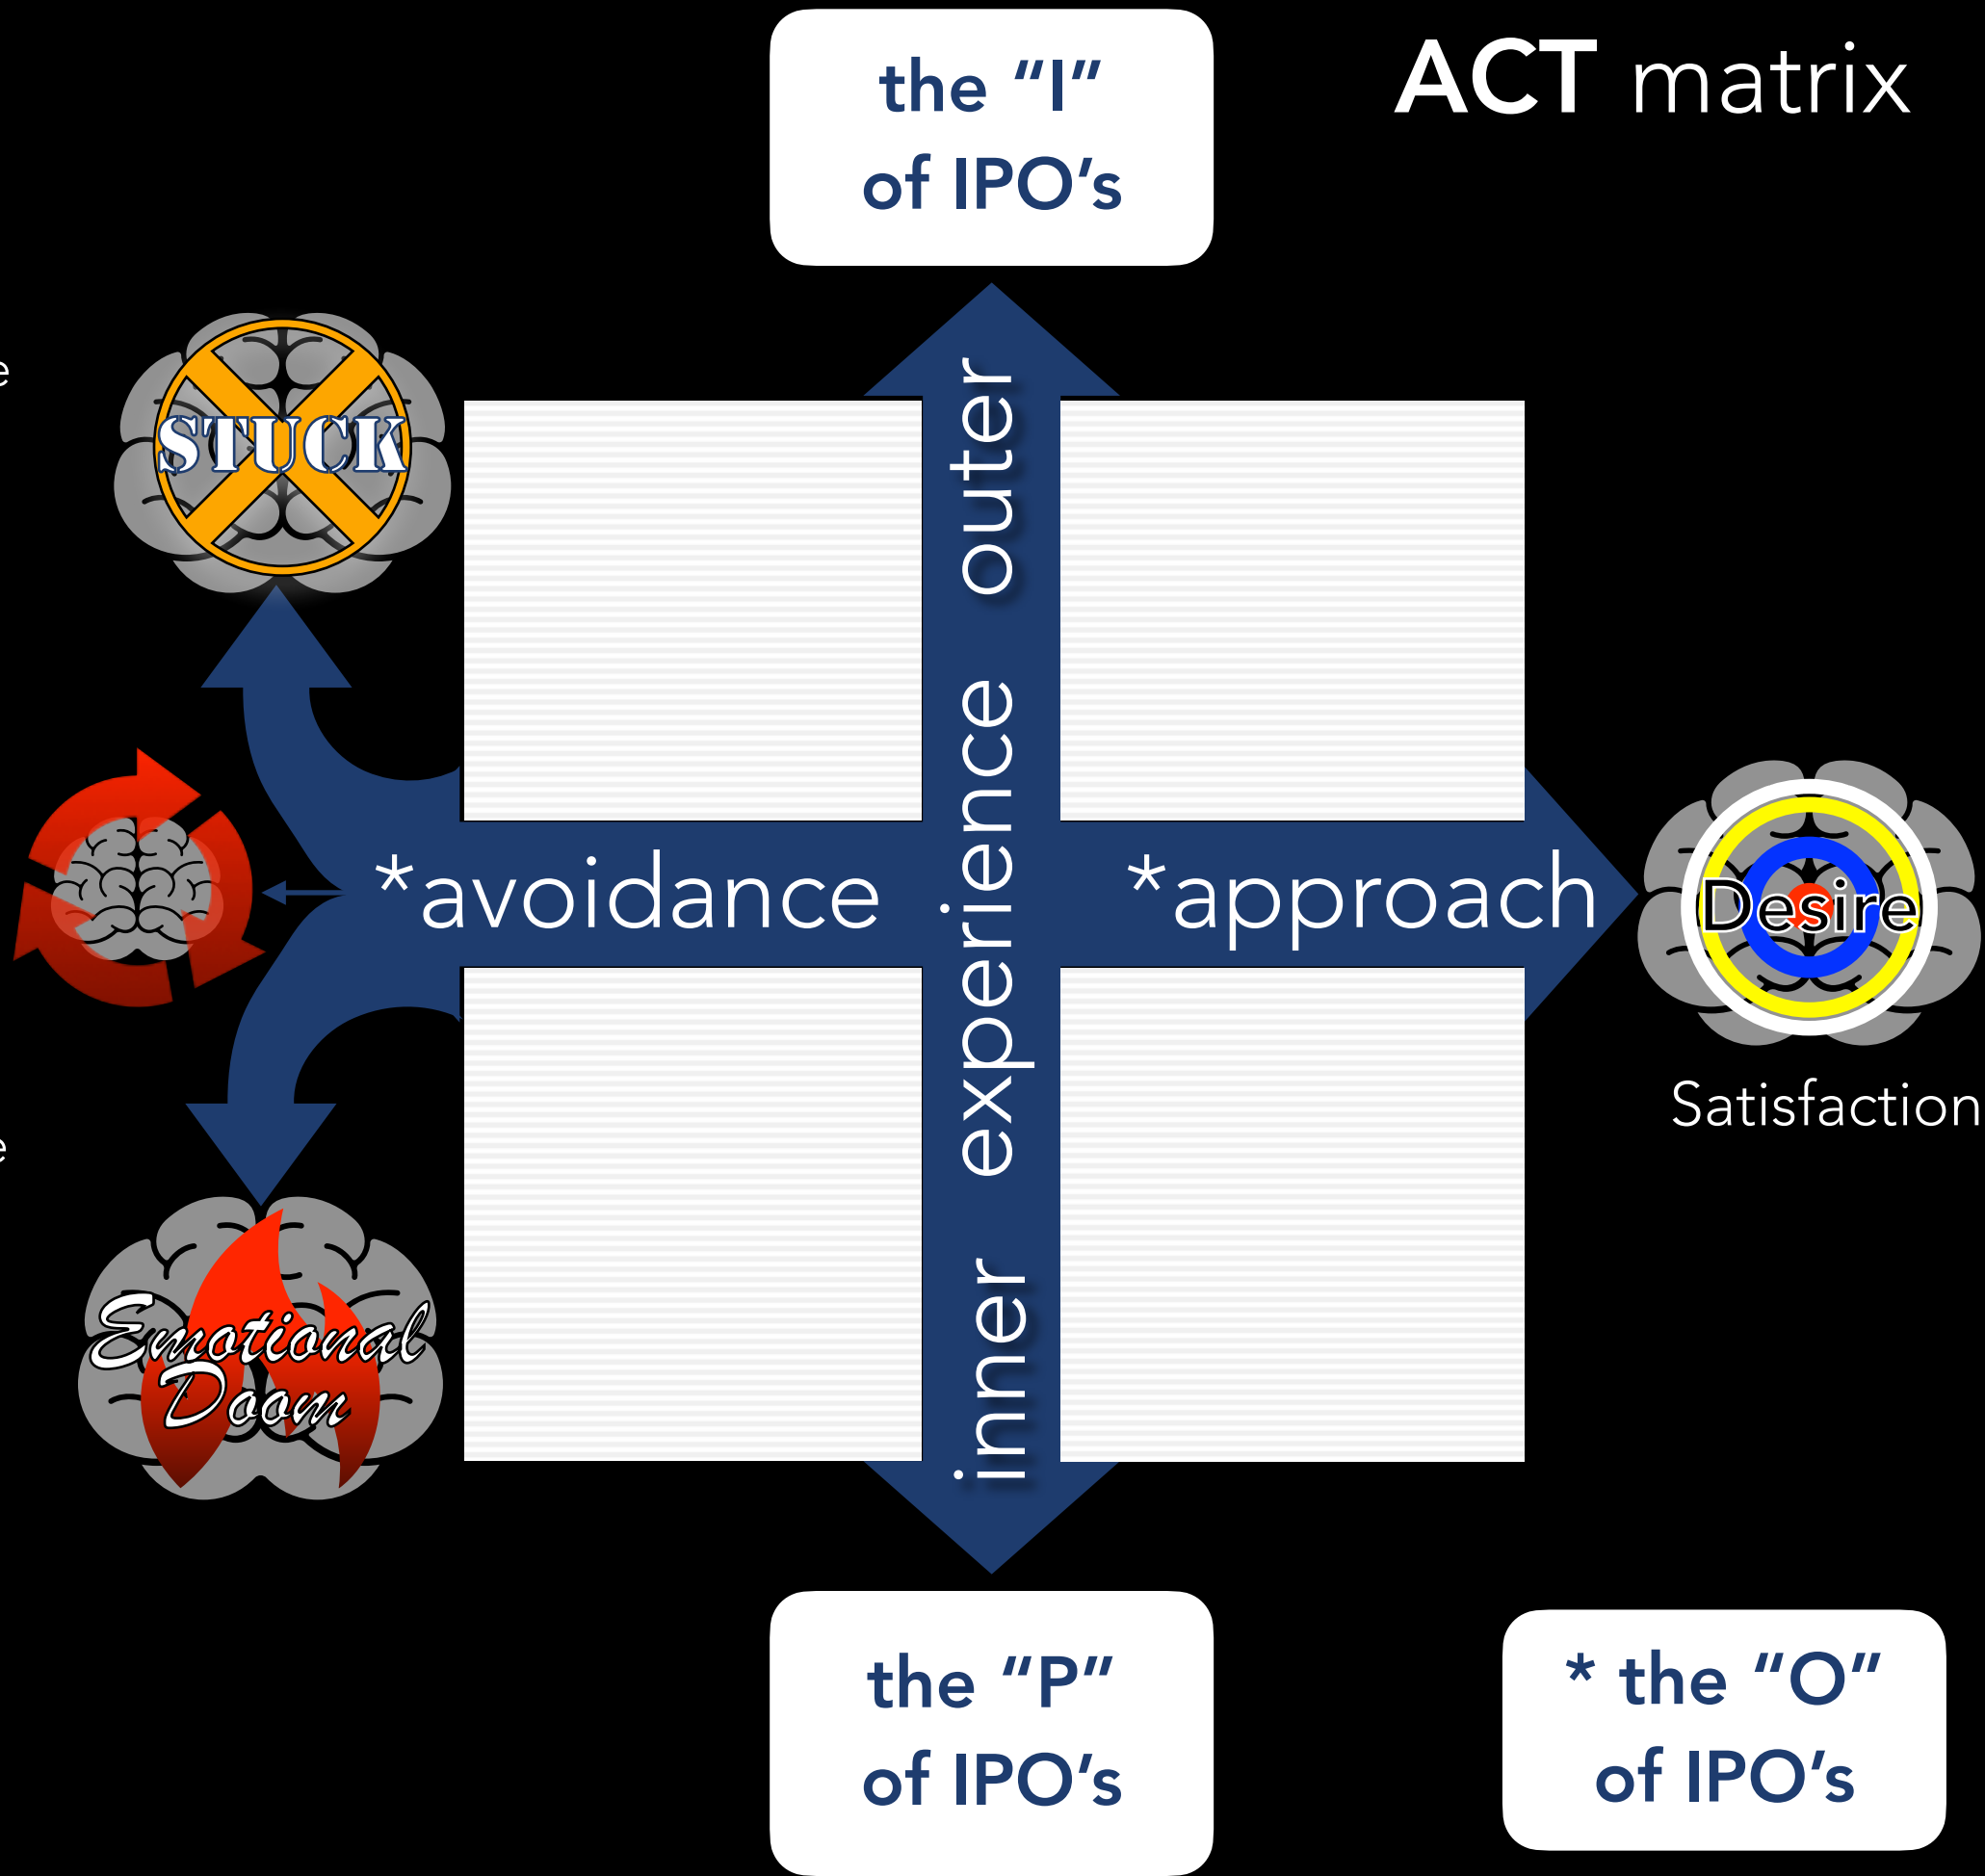 the “I”
of IPO’s
ACT matrix
STUCK
outer
experience
inner
*avoidance
*approach
Desire
Satisfaction
Emotional
Doom
the “P”
of IPO’s
* the “O”
of IPO’s